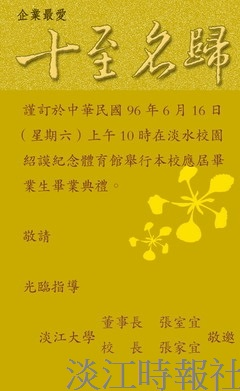 企業最愛
十至名歸
謹訂於中華民國96年6月16日
（星期六）上午10時在淡水校園
紹謨紀念體育館舉行本校應屆畢
業生畢業典禮。
敬請
光臨指導
董事長 張室宜
淡江大學 敬邀
校長 張家宜
淡江時報社